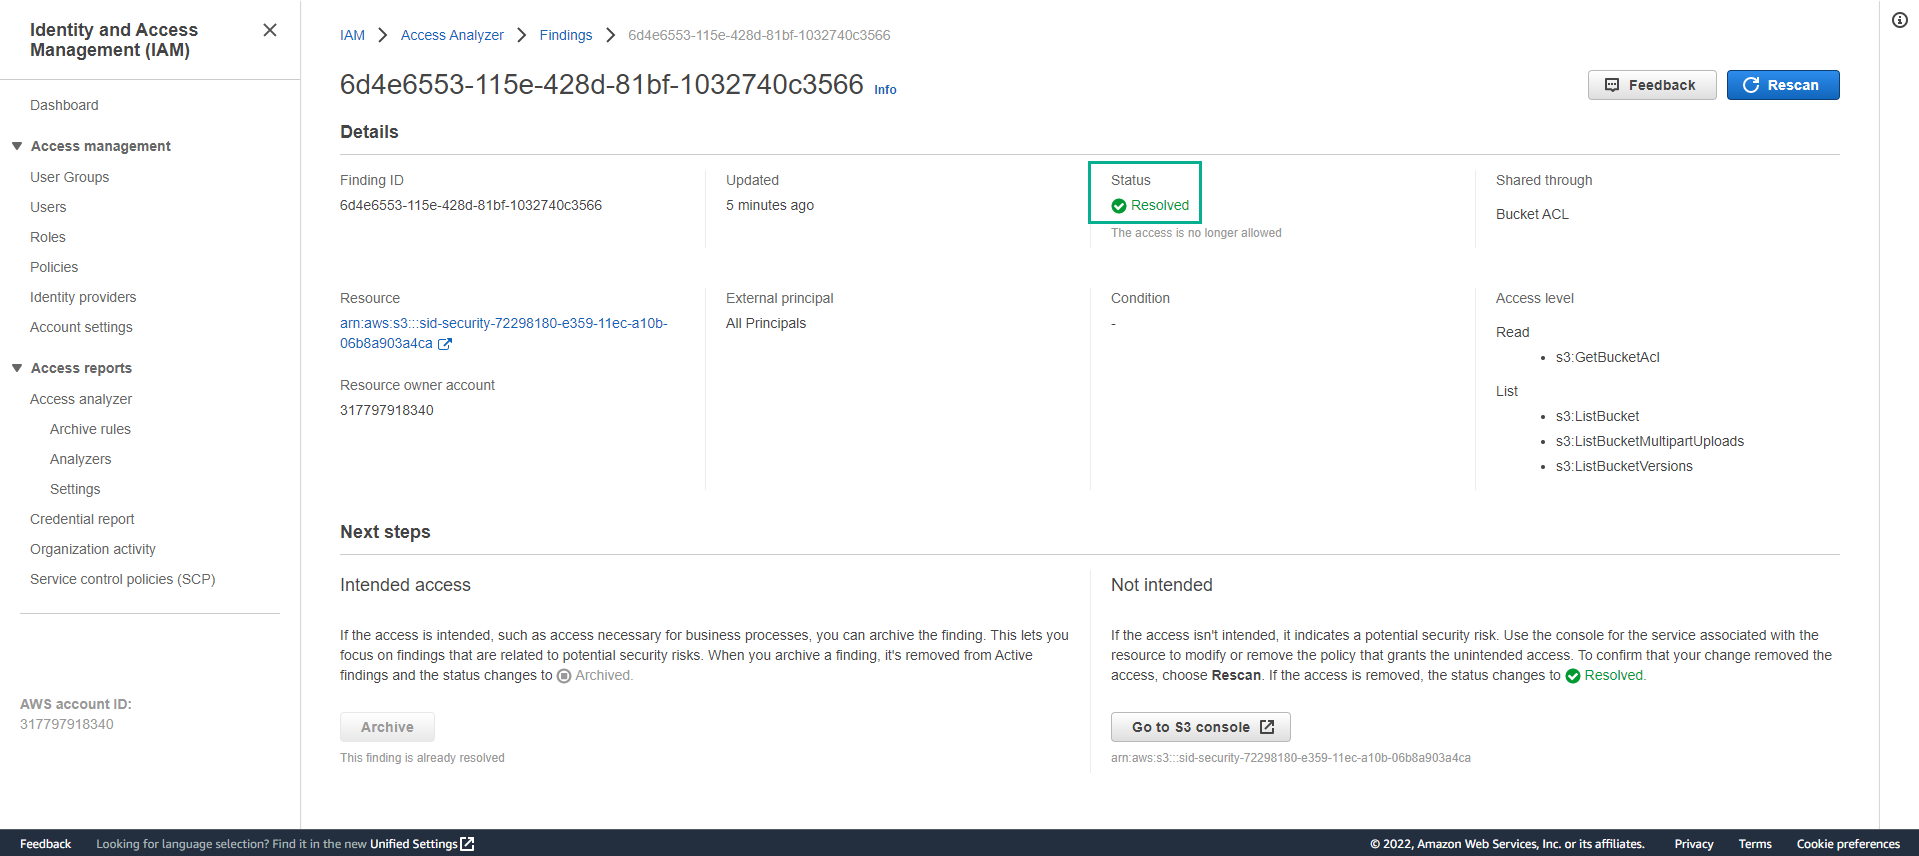 Identity and Access
Management (IAM)
Dashboard
Access management
User Groups
Users
Roles
Policies
Identity providers
Account settings
Access reports
Access analyzer
Archive rules
Analyzers
Settings
Credential report
Organization activity
Service control policies (SCP)
AWS account ID:
317797918340
IAM > Access Analyzer > Findings > 6d4e6553-115e-428d-81bf-1032740c3566
6d4e6553-115e-428d-81bf-1032740c3566 Info
Feedback
Rescan
Details
Finding ID
6d4e6553-115e-428d-81bf-1032740c3566
Updated
5 minutes ago
Status
Resolved
The access is no longer allowed
Shared through
Bucket ACL
Resource
arn:aws:s3:::sid-security-72298180-e359-11ec-a10b-
06b8a903a4ca
Resource owner account
317797918340
External principal
All Principals
Condition
-
Access level
Read
• s3:GetBucketAcl
List
• s3:ListBucket
• s3:ListBucketMultipartUploads
• s3:ListBucketVersions
Next steps
Intended access
If the access is intended, such as access necessary for business processes, you can archive the finding. This lets you
focus on findings that are related to potential security risks. When you archive a finding, it's removed from Active
findings and the status changes to Archived.
Archive
This finding is already resolved
Not intended
If the access isn't intended, it indicates a potential security risk. Use the console for the service associated with the
resource to modify or remove the policy that grants the unintended access. To confirm that your change removed the
access, choose Rescan. If the access is removed, the status changes to Resolved.
Go to S3 console
arn:aws:s3:::sid-security-72298180-e359-11ec-a10b-06b8a903a4ca
Feedback
Looking for language selection? Find it in the new Unified Settings
© 2022, Amazon Web Services, Inc. or its affiliates.
Privacy
Terms
Cookie preferences